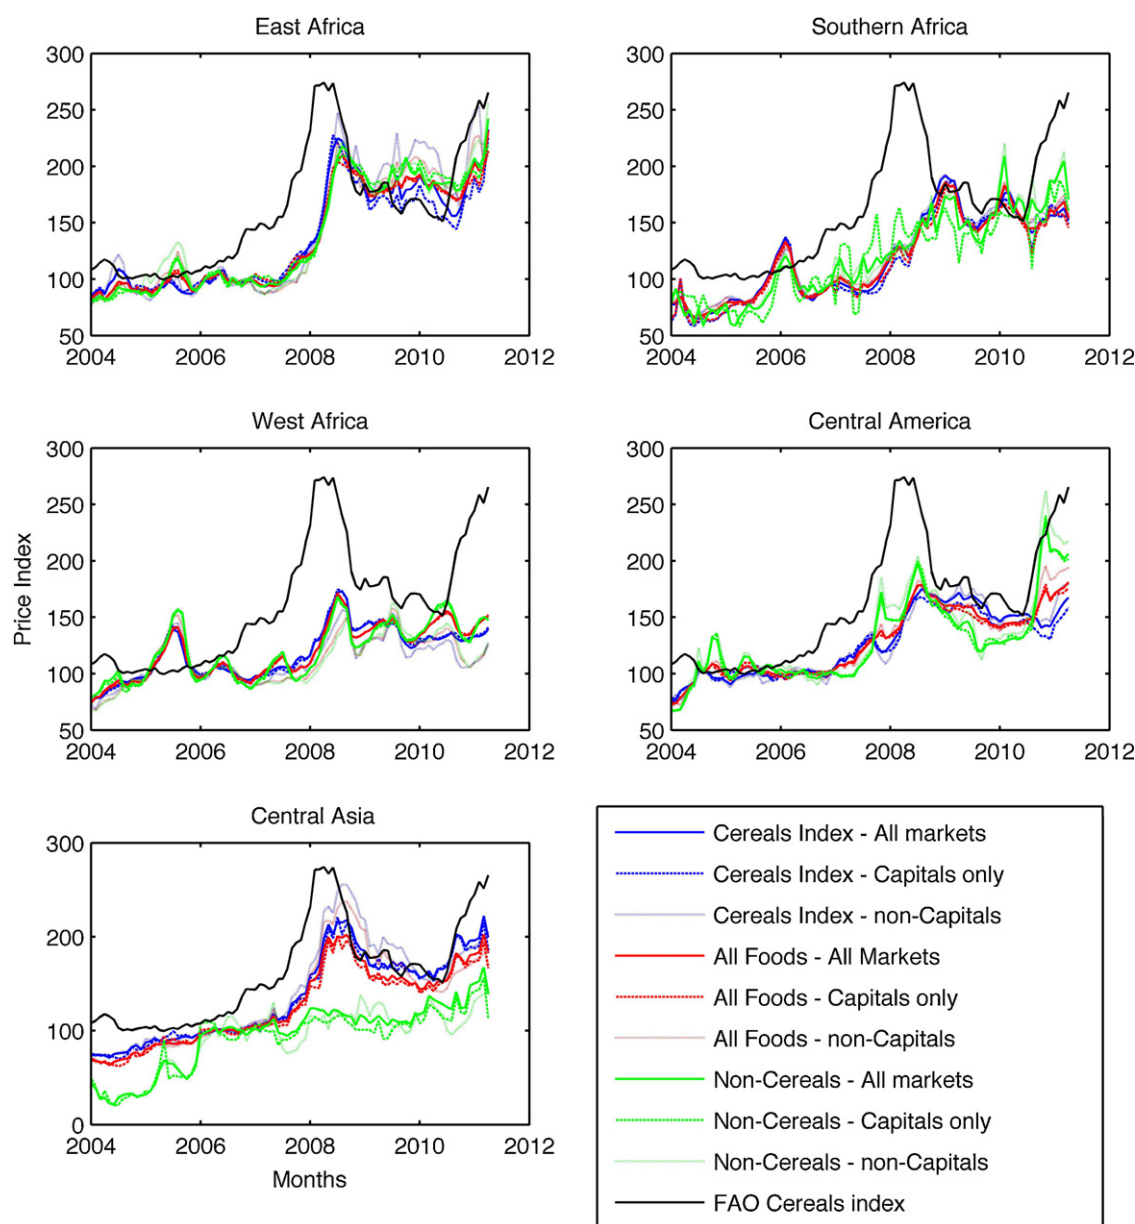 East Africa
300
250
200
150
100
50
2004 2006 2008 2010 2012
Southern Africa
300
250
200
150
100
50
2004 2006 2008 2010 2012
West Africa
300
250
200
150
100
50
2004 2006 2008 2010 2012
Price Index
Central America
300
250
200
150
100
50
2004 2006 2008 2010 2012
Central Asia
300
200
100
0
2004 2006 2008 2010 2012
Months
Cereals Index - All markets
Cereals Index - Capitals only
Cereals Index - non-Capitals
All Foods - All Markets
All Foods - Capitals only
All Foods - non-Capitals
Non-Cereals - All markets
Non-Cereals - Capitals only
Non-Cereals - non-Capitals
FAO Cereals index